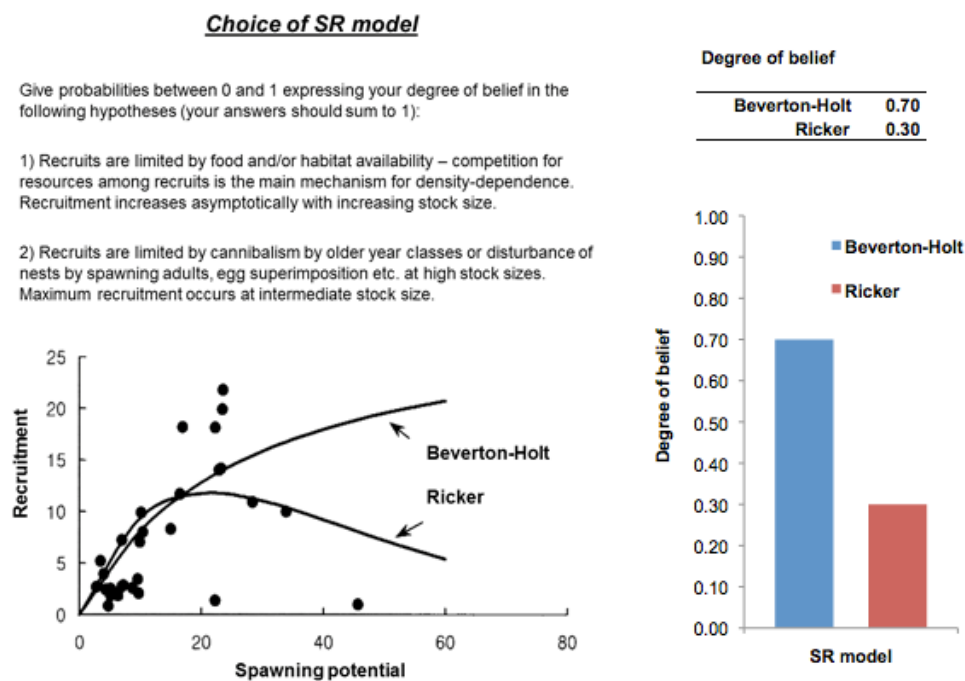 Choice of SR model
Give probabilities between 0 and 1 expressing your degree of belief in the
following hypotheses (your answers should sum to 1):
1) Recruits are limited by food and/or habitat availability – competition for
resources among recruits is the main mechanism for density-dependence.
Recruitment increases asymptotically with increasing stock size.
2) Recruits are limited by cannibalism by older year classes or disturbance of
nests by spawning adults, egg superimposition etc. at high stock sizes.
Maximum recruitment occurs at intermediate stock size.
25
20
15
10
5
0
Recruitment
Beverton-Holt
Ricker
0 20 40 60 80
Spawning potential
Degree of belief
Beverton-Holt 0.70
Ricker 0.30
1.00
0.90
0.80
0.70
0.60
0.50
0.40
0.30
0.20
0.10
0.00
Degree of belief
Beverton-Holt
Ricker
SR model